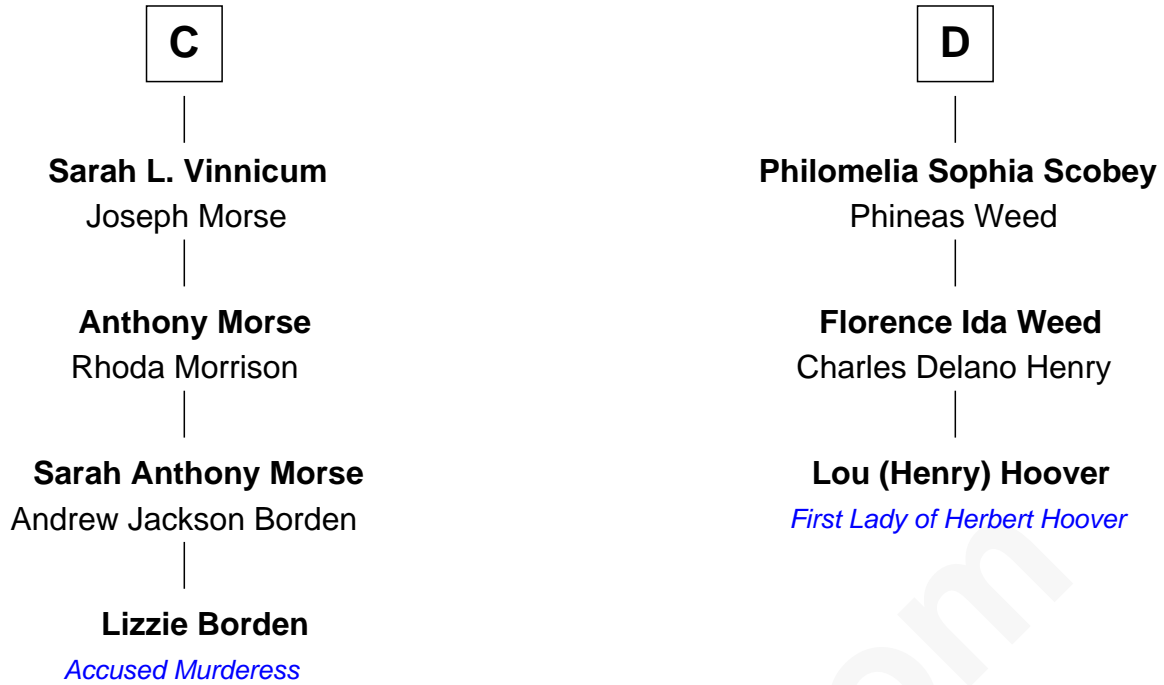 C
Sarah L. Vinnicum
Joseph Morse
Anthony Morse
Rhoda Morrison
Sarah Anthony Morse
Andrew Jackson Borden
Lizzie Borden
Accused Murderess
D
Philomelia Sophia Scobey
Phineas Weed
Florence Ida Weed
Charles Delano Henry
Lou (Henry) Hoover
First Lady of Herbert Hoover
om